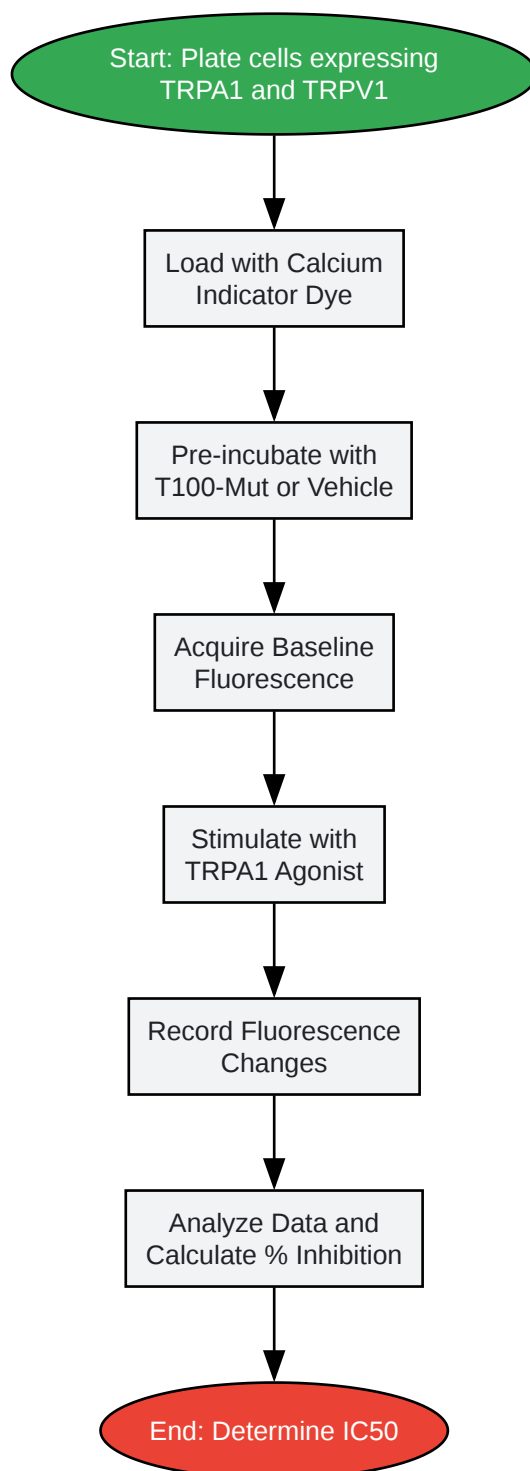 Start: Plate cells expressing
TRPA1 and TRPV1
Load with Calcium
Indicator Dye
Pre-incubate with
T100-Mut or Vehicle
Acquire Baseline
Fluorescence
Stimulate with
TRPA1 Agonist
Record Fluorescence
Changes
Analyze Data and
Calculate % Inhibition
End: Determine IC50